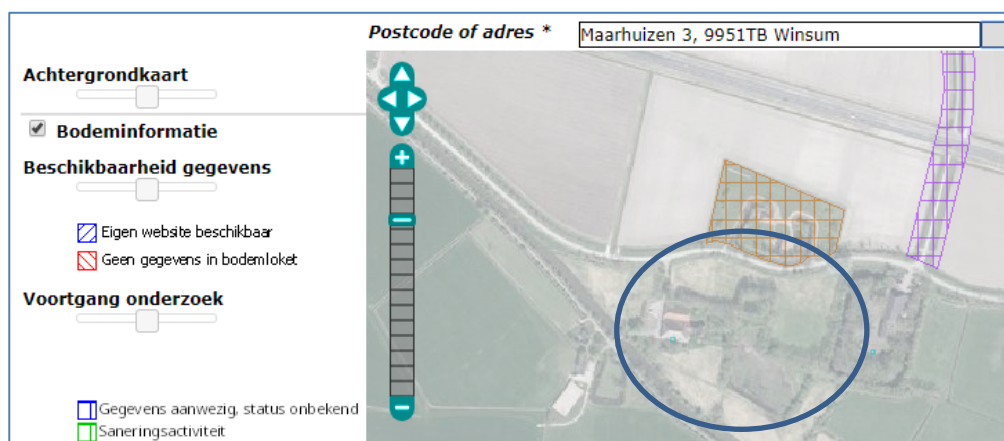 Postcode of adres *
Maarhuizen 3, 9951TB Winsum
Achtergrondkaart
Bodeminformatie
Beschikbaarheid gegevens
Eigen website beschikbaar
Geen gegevens in bodemloket
Voortgang onderzoek
Gegevens aanwezig, status onbekend
Saneringsactiviteit